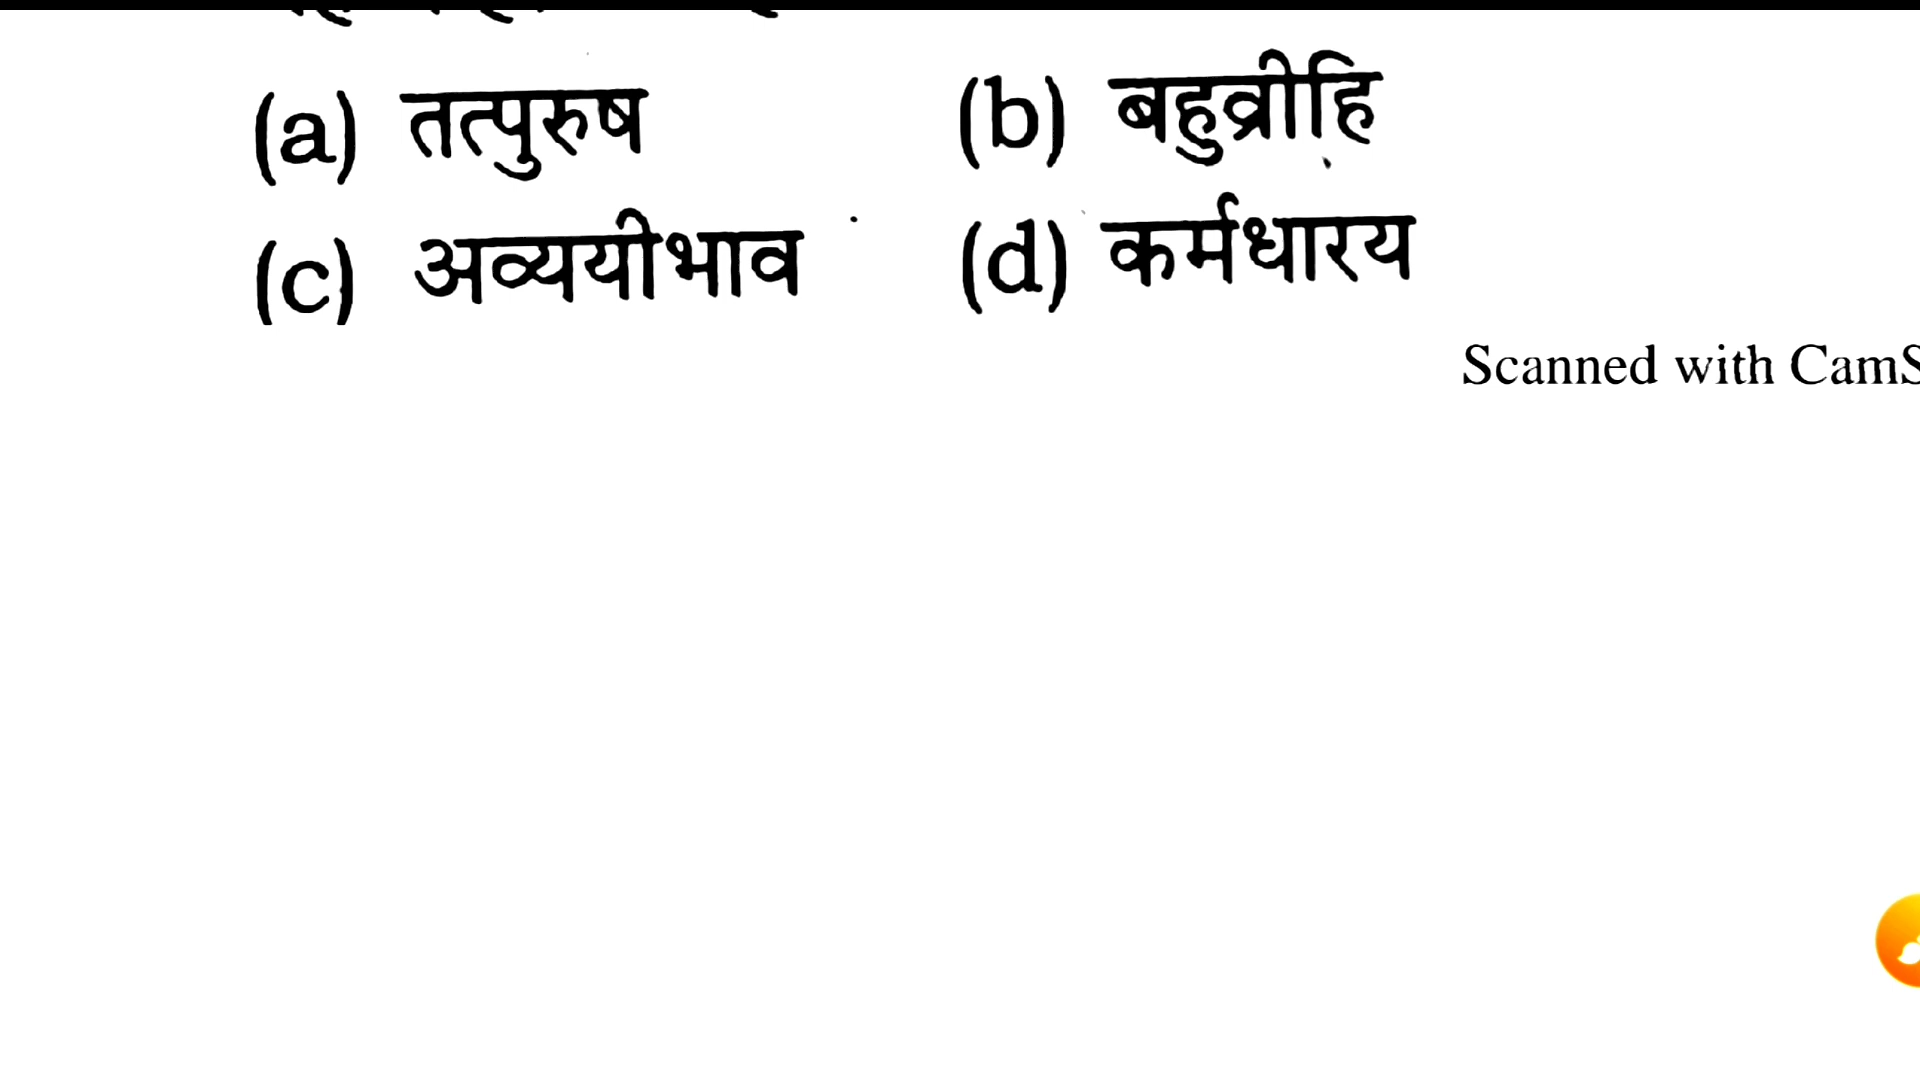 (a) तत्पुरुष (b) बहुव्रीहि
(c) अव्ययीभाव (d) कर्मधारय
Scanned with CamS